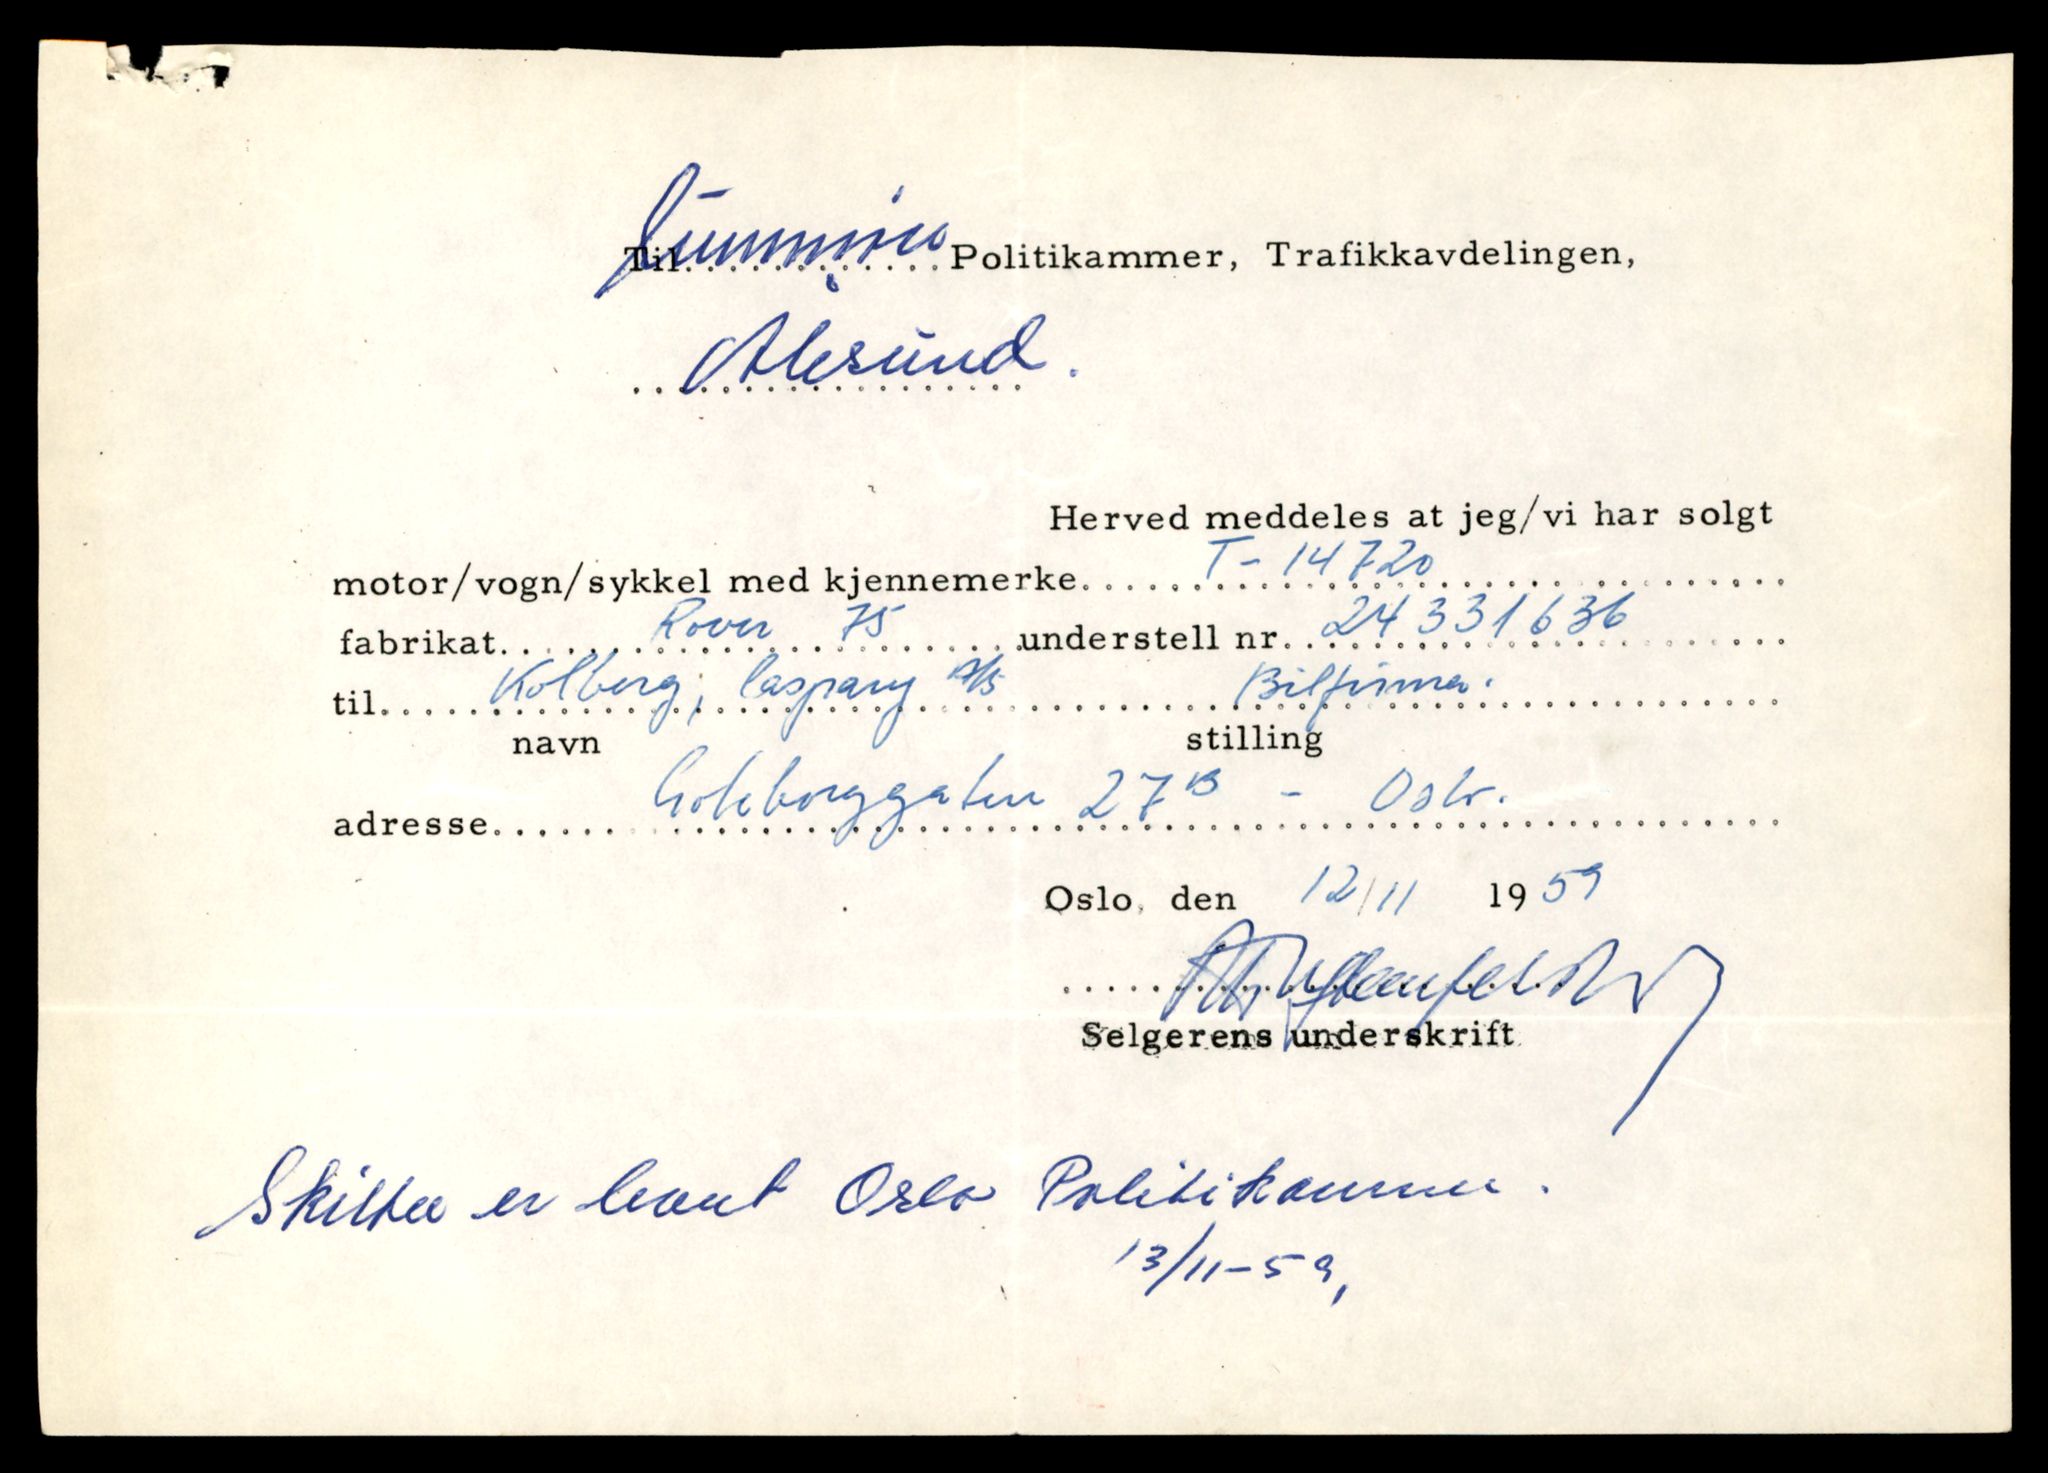 Til Sunnmøre Politikammer, Trafikkavdelingen,
Ålesund.
Herved meddeles at jeg/vi har solgt
motor/vogn/sykkel med kjennemerke T-14720
fabrikat Rover 75 understell nr. 24331636
til Kolberg, Caspary A/S Bilfirma.
navn stilling
adresse Goteborggaten 27B - Oslo.
Oslo, den 12/11 1959
Selgerens underskrift
Skiltene er levert Oslo Politikammer.
13/11-59,